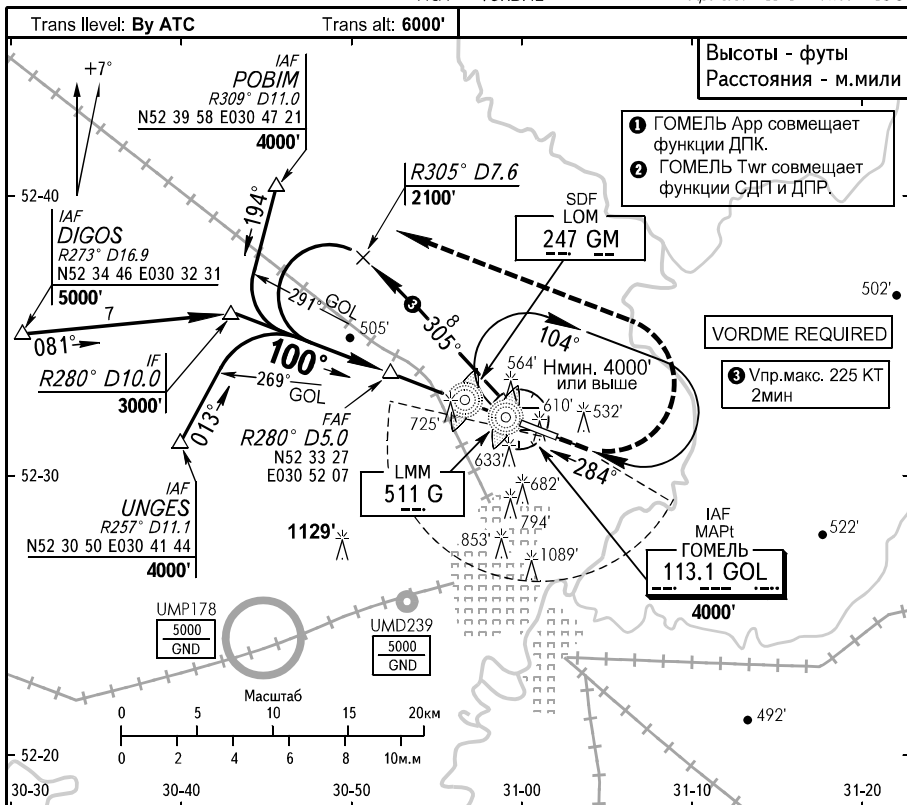 Trans llevel: By ATC
Trans alt: 6000'
Высоты - футы
Расстояния - м.мили
❶ ГОМЕЛЬ App совмещает
функции ДПК.
❷ ГОМЕЛЬ Twr совмещает
функции СДП и ДПР.
+7°
IAF
POBIM
R309° D11.0
N52 39 58 E030 47 21
4000'
R305° D7.6
2100'
SDF
LOM
247 GM
52-40
194°
IAF
DIGOS
R273° D16.9
N52 34 46 E030 32 31
5000'
7
081°
291° GOL
505'
❸
305°
8
104°
502'
VORDME REQUIRED
❸ Vпр.макс. 225 КТ
2мин
564'
Hмин. 4000'
или выше
IF
R280° D10.0
3000'
100°
269°
GOL
013°
FAF
R280° D5.0
N52 33 27
E030 52 07
725'
610'
532'
633'
284°
52-30
LMM
511 G
682'
794'
IAF
UNGES
R257° D11.1
N52 30 50 E030 41 44
4000'
1129'
853'
1089'
IAF
MAPt
ГОМЕЛЬ
113.1 GOL
4000'
522'
UMP178
5000
GND
UMD239
5000
GND
Масштаб
0 5 10 15 20км
0 2 4 6 8 10м.м
492'
52-20
30-30 30-40 30-50 31-00 31-10 31-20